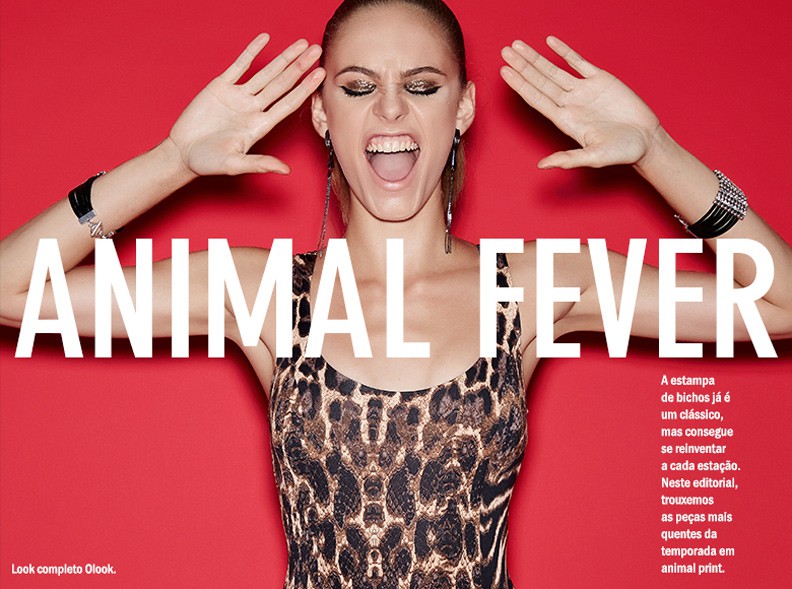 ANIMAL FEVER
A estampa
de bichos já é
um clássico,
mas consegue
se reinventar
a cada estação.
Neste editorial,
trouxemos
as peças mais
quentes da
temporada em
animal print.
Look completo Olook.